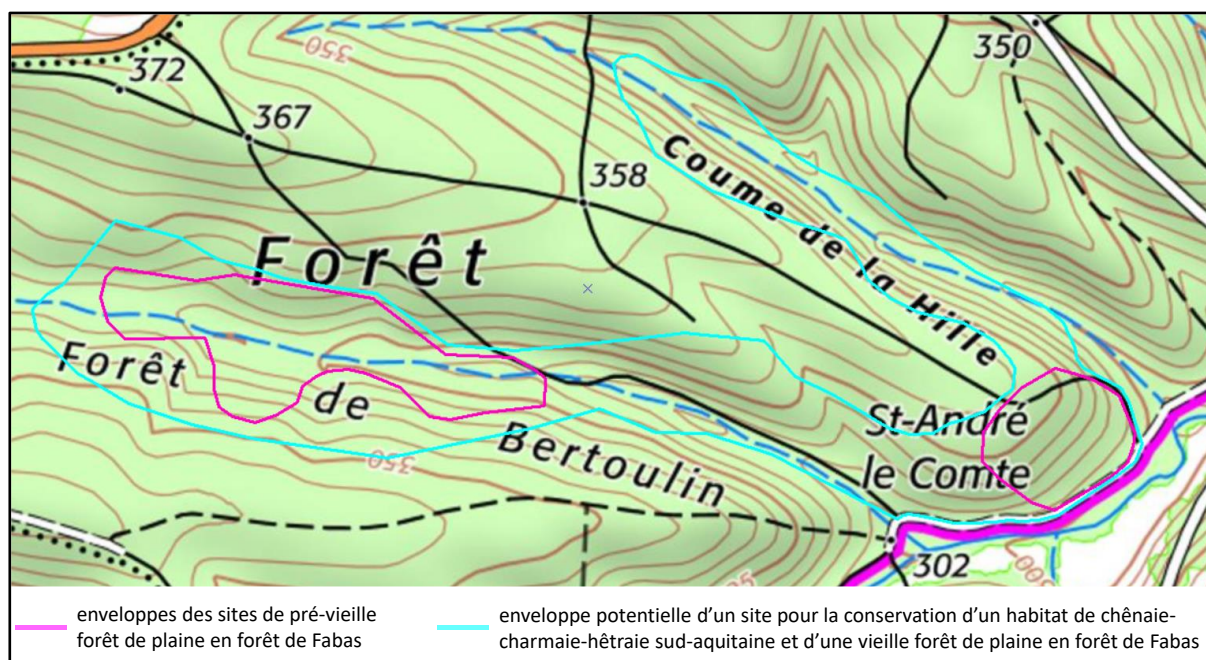 350
350
372
367
358
Coume de la Hille
Forêt
Forêt
de
Bertoulin
St-André
le Comte
350
302
300
enveloppes des sites de pré-vieille
forêt de plaine en forêt de Fabas
enveloppe potentielle d’un site pour la conservation d’un habitat de chênaie-
charmaie-hêtraie sud-aquitaine et d’une vieille forêt de plaine en forêt de Fabas